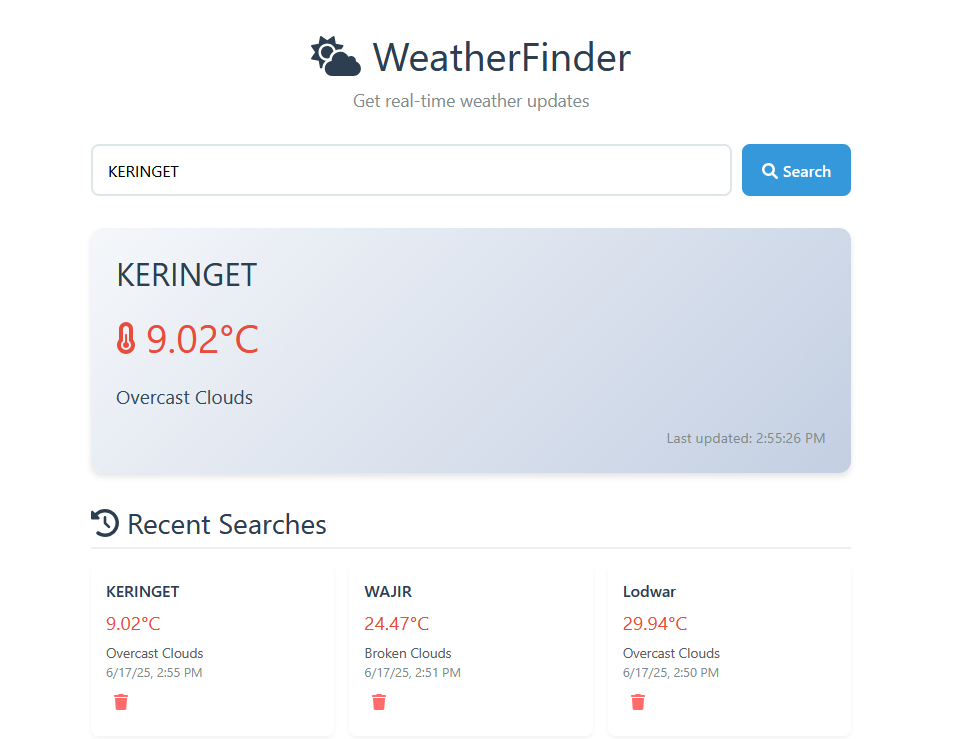 WeatherFinder
Get real-time weather updates
KERINGET
Search
KERINGET
9.02°C
Overcast Clouds
Last updated: 2:55:26 PM
Recent Searches
KERINGET
9.02°C
Overcast Clouds
6/17/25, 2:55 PM
WAJIR
24.47°C
Broken Clouds
6/17/25, 2:51 PM
Lodwar
29.94°C
Overcast Clouds
6/17/25, 2:50 PM